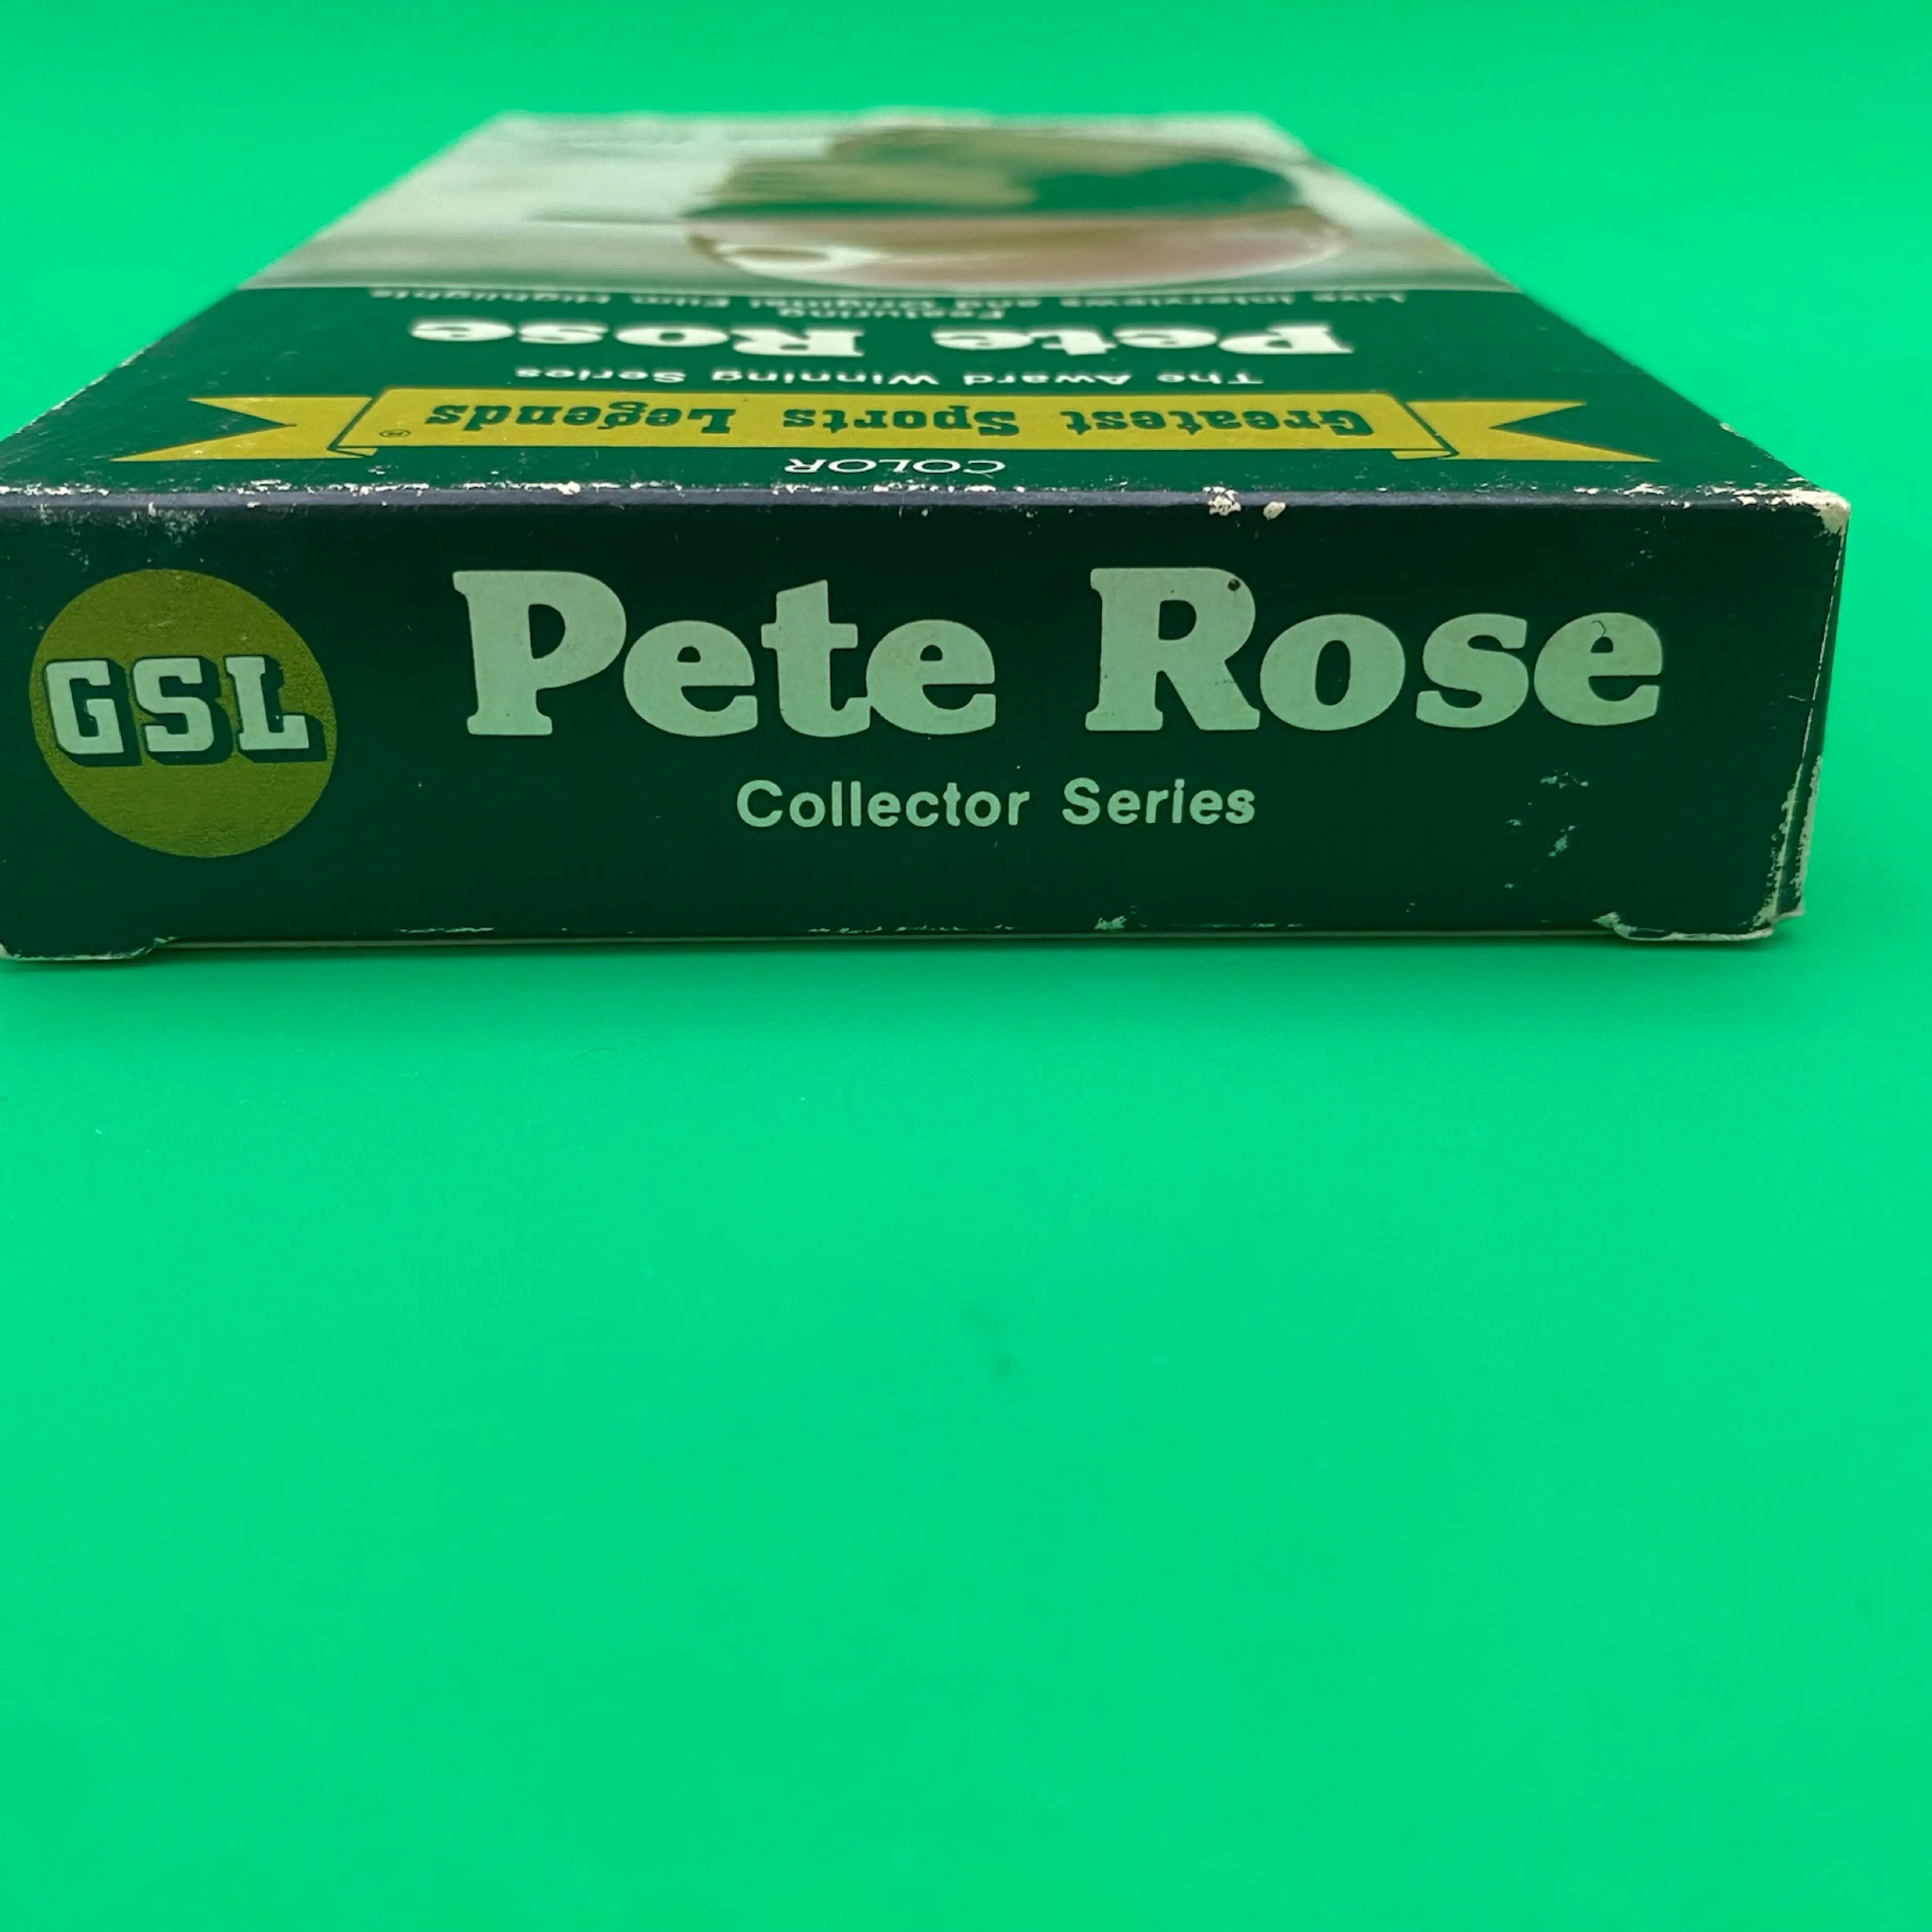 Live Interviews and Original Film Highlights
Featuring
Pete Rose
The Award Winning Series
Greatest Sports Legends®
COLOR
GSL
Pete Rose
Collector Series